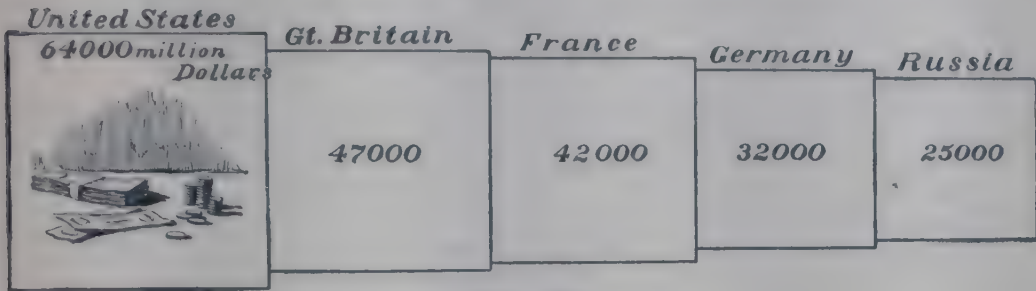 United States
64000 million
Dollars
Gt. Britain
47000
France
42000
Germany
32000
Russia
25000